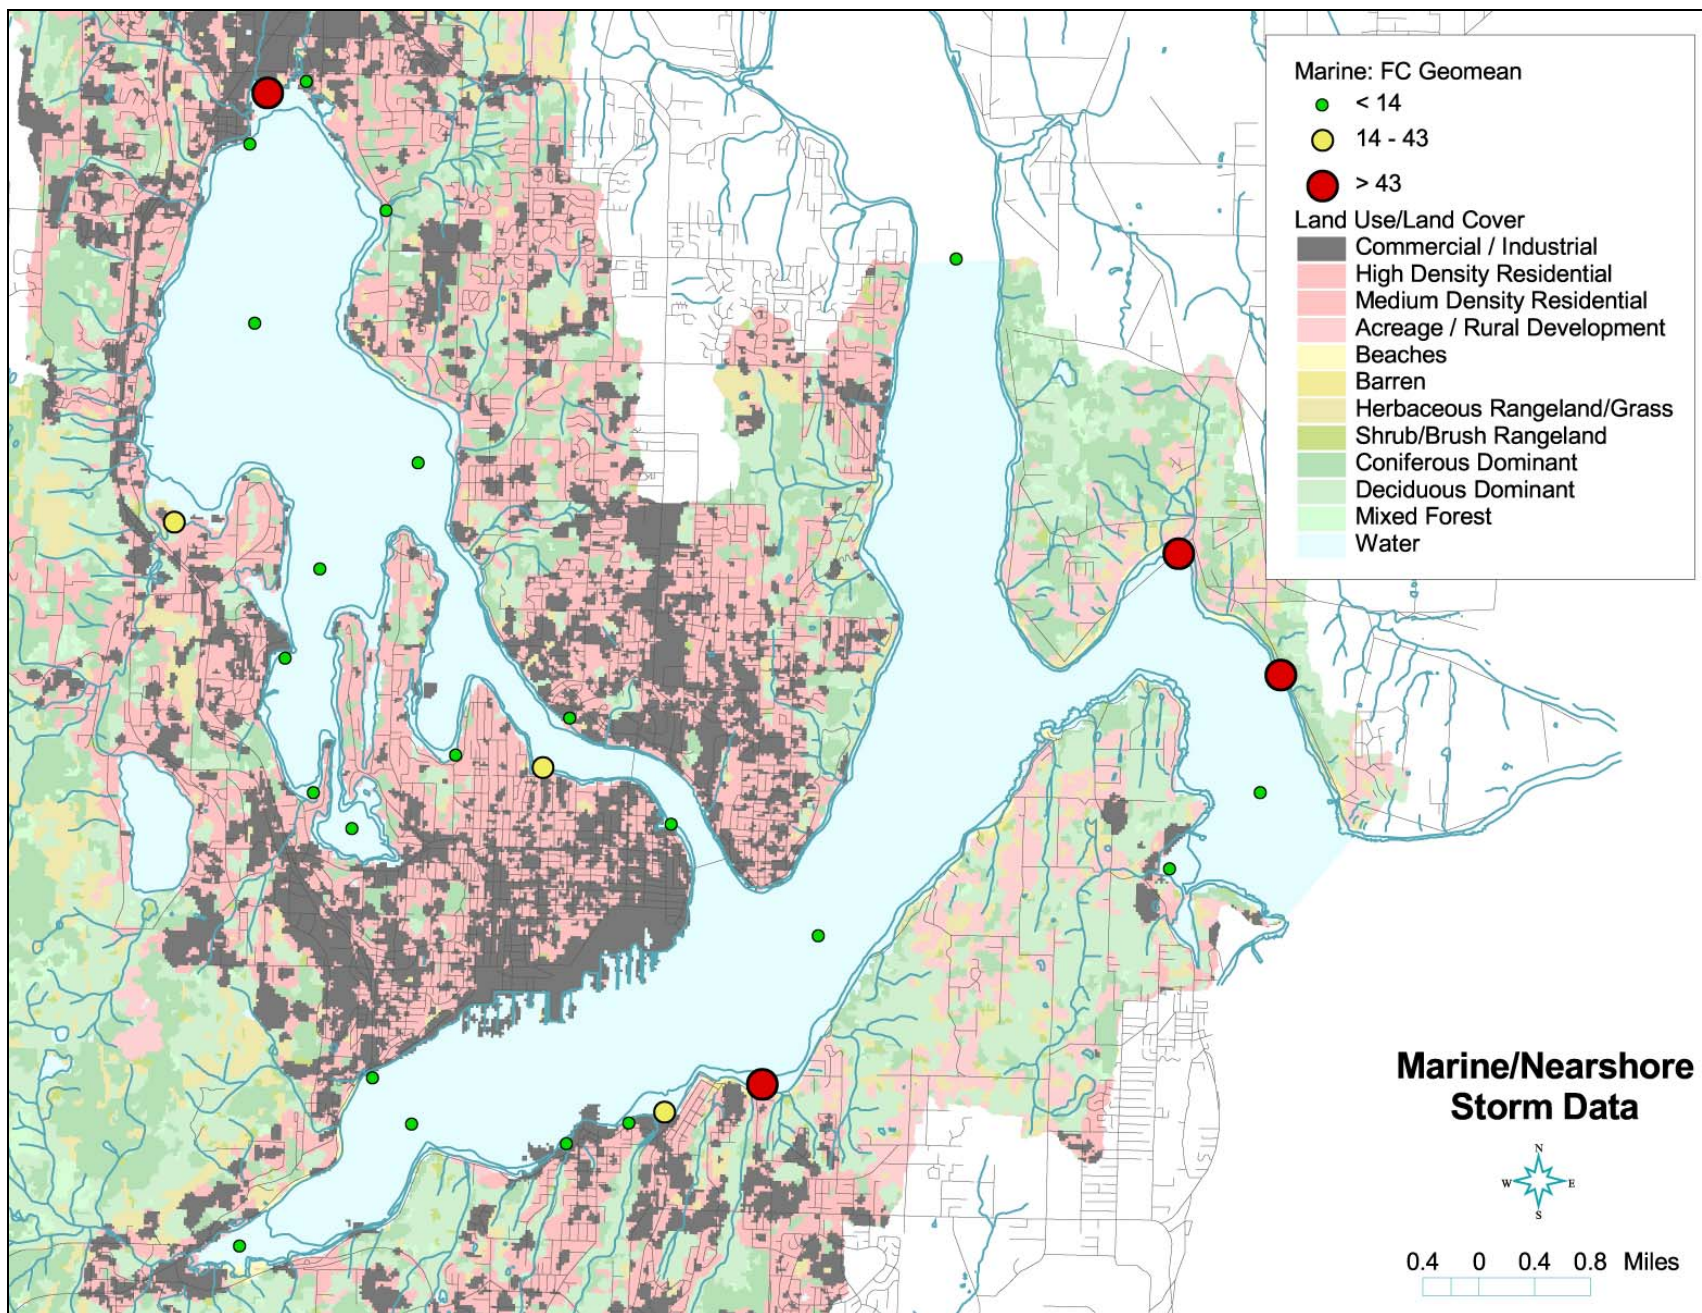 Marine: FC Geomean
< 14
14 - 43
> 43
Land Use/Land Cover
Commercial / Industrial
High Density Residential
Medium Density Residential
Acreage / Rural Development
Beaches
Barren
Herbaceous Rangeland/Grass
Shrub/Brush Rangeland
Coniferous Dominant
Deciduous Dominant
Mixed Forest
Water
Marine/Nearshore
Storm Data
N
W E
S
0.4 0 0.4 0.8 Miles